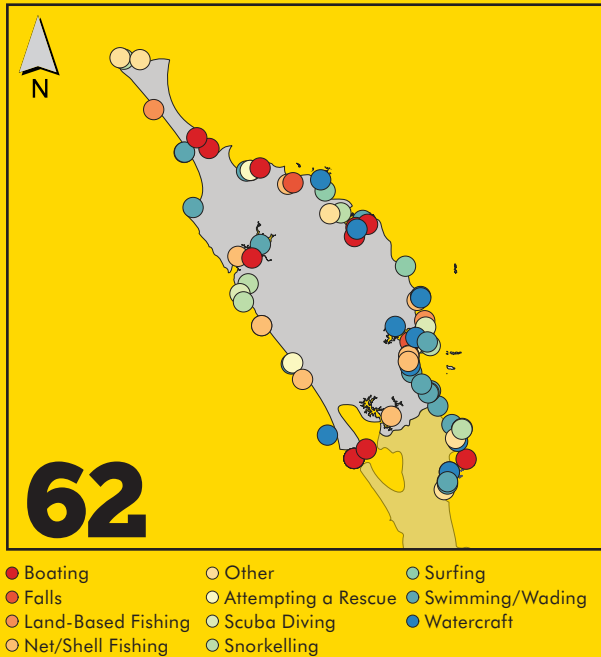 N
62
Boating
Falls
Land-Based Fishing
Net/Shell Fishing
Other
Attempting a Rescue
Scuba Diving
Snorkelling
Surfing
Swimming/Wading
Watercraft